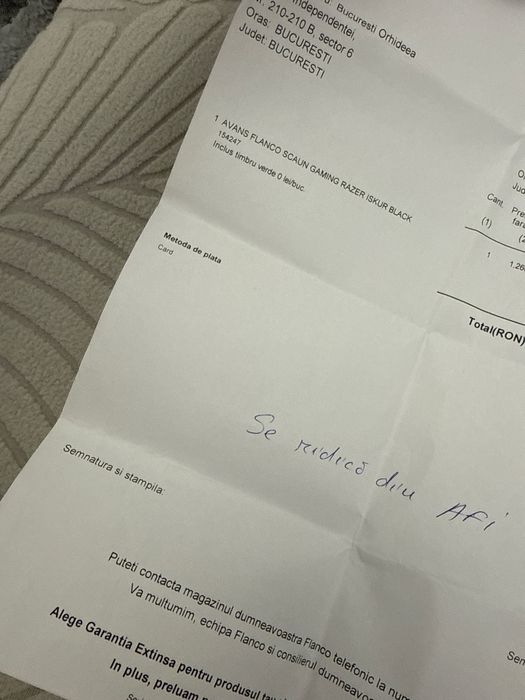 Bucuresti Orhideea
Independentei,
210-210 B, sector 6
Oras: BUCURESTI
Judet: BUCURESTI
1 AVANS FLANCO SCAUN GAMING RAZER ISKUR BLACK
154247
Inclus timbru verde 0 lei/buc.
Cant.
(1)
1
Total(RON)
Metoda de plata
Card
Se ridică din AFI
Semnatura si stampila:
Puteti contacta magazinul dumneavoastra Flanco telefonic la num
Va multumim, echipa Flanco si consilierul dumneavo
Alege Garantia Extinsa pentru produsul
In plus, preluam